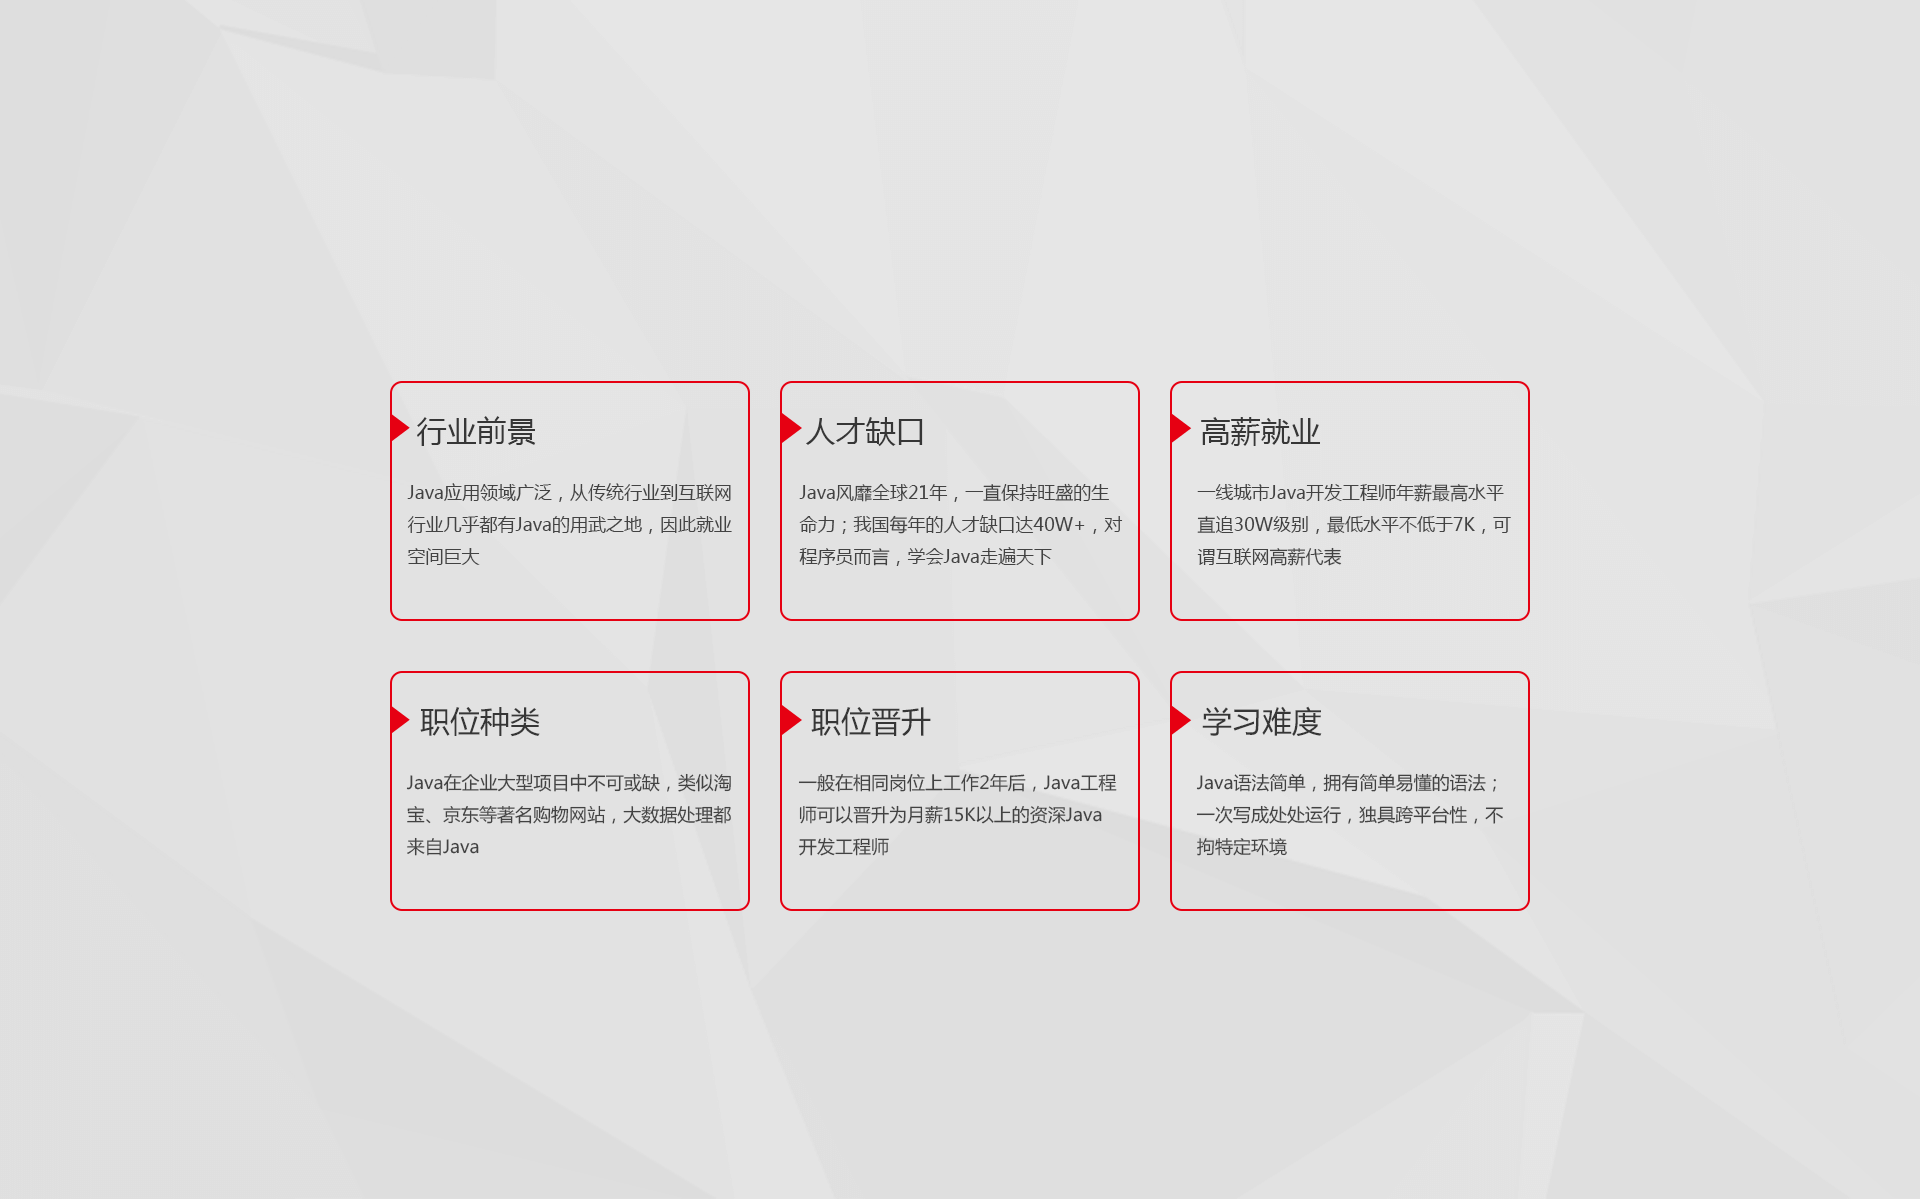 行业前景
Java应用领域广泛，从传统行业到互联网
行业几乎都有Java的用武之地，因此就业
空间巨大
人才缺口
Java风靡全球21年，一直保持旺盛的生
命力；我国每年的人才缺口达40W+，对
程序员而言，学会Java走遍天下
高薪就业
一线城市Java开发工程师年薪最高水平
直追30W级别，最低水平不低于7K，可
谓互联网高薪代表
职位种类
Java在企业大型项目中不可或缺，类似淘
宝、京东等著名购物网站，大数据处理都
来自Java
职位晋升
一般在相同岗位上工作2年后，Java工程
师可以晋升为月薪15K以上的资深Java
开发工程师
学习难度
Java语法简单，拥有简单易懂的语法；
一次写成处处运行，独具跨平台性，不
拘特定环境